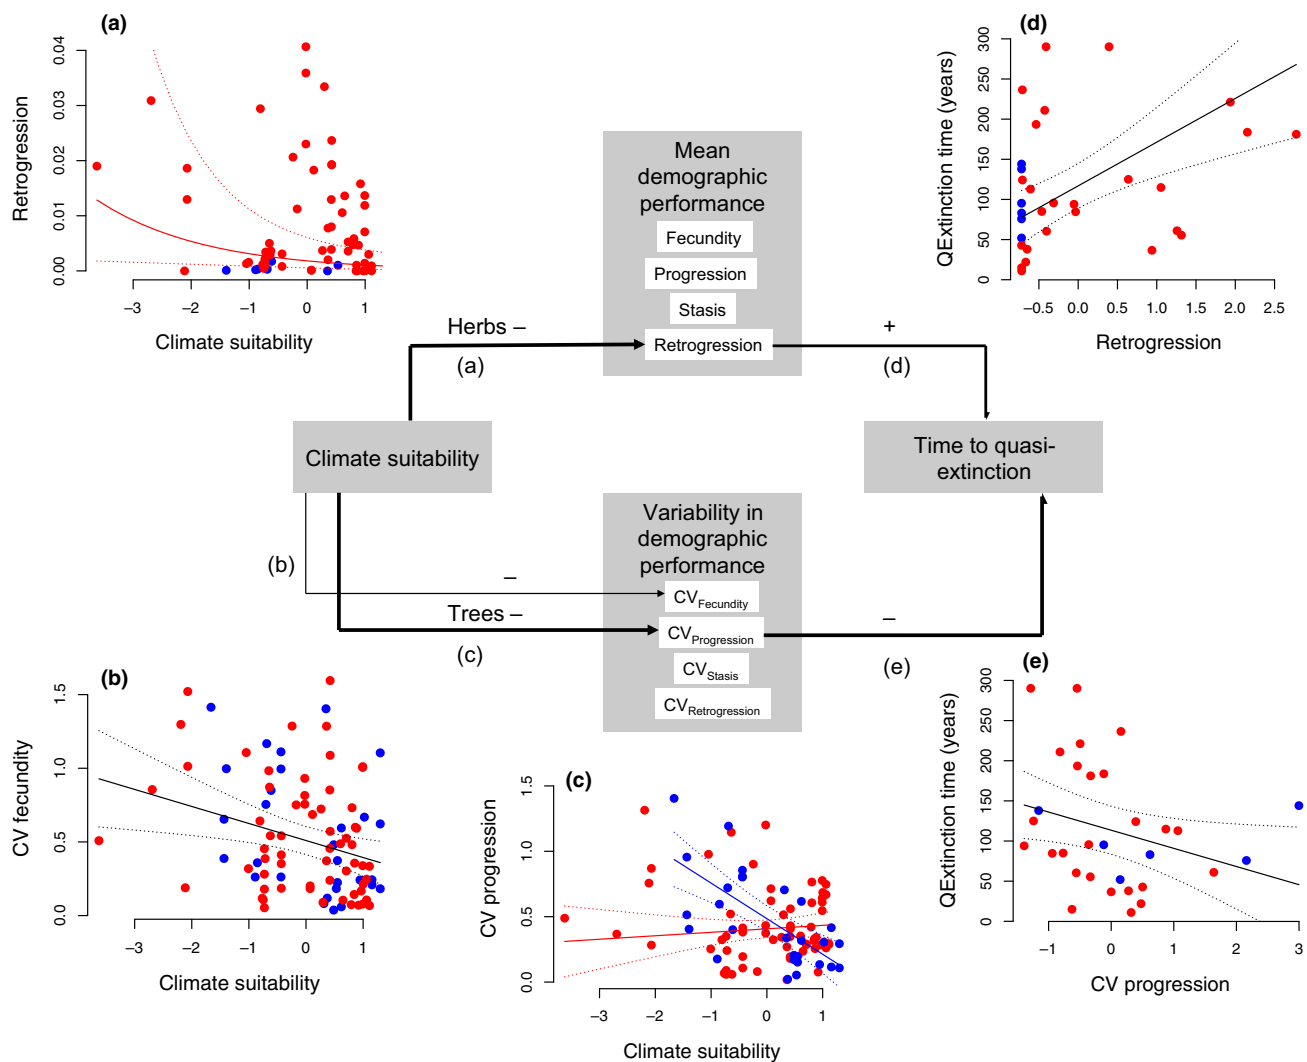 (a)
Retrogression
0.04
0.03
0.02
0.01
0.00
−3 −2 −1 0 1
Climate suitability
(d)
QExtinction time (years)
300
250
200
150
100
50
0
−0.5 0.0 0.5 1.0 1.5 2.0 2.5
Retrogression
Mean
demographic
performance
Fecundity
Progression
Stasis
Retrogression
Herbs –
(a)
+
(d)
Climate suitability
Time to quasi-
extinction
Variability in
demographic
performance
CVFecundity
CVProgression
CVStasis
CVRetrogression
(b)
–
Trees –
(c)
–
(e)
(b)
CV fecundity
1.5
1.0
0.5
0.0
−3 −2 −1 0 1
Climate suitability
(c)
CV progression
1.5
1.0
0.5
0.0
−3 −2 −1 0 1
Climate suitability
(e)
QExtinction time (years)
300
250
200
150
100
50
0
−1 0 1 2 3
CV progression